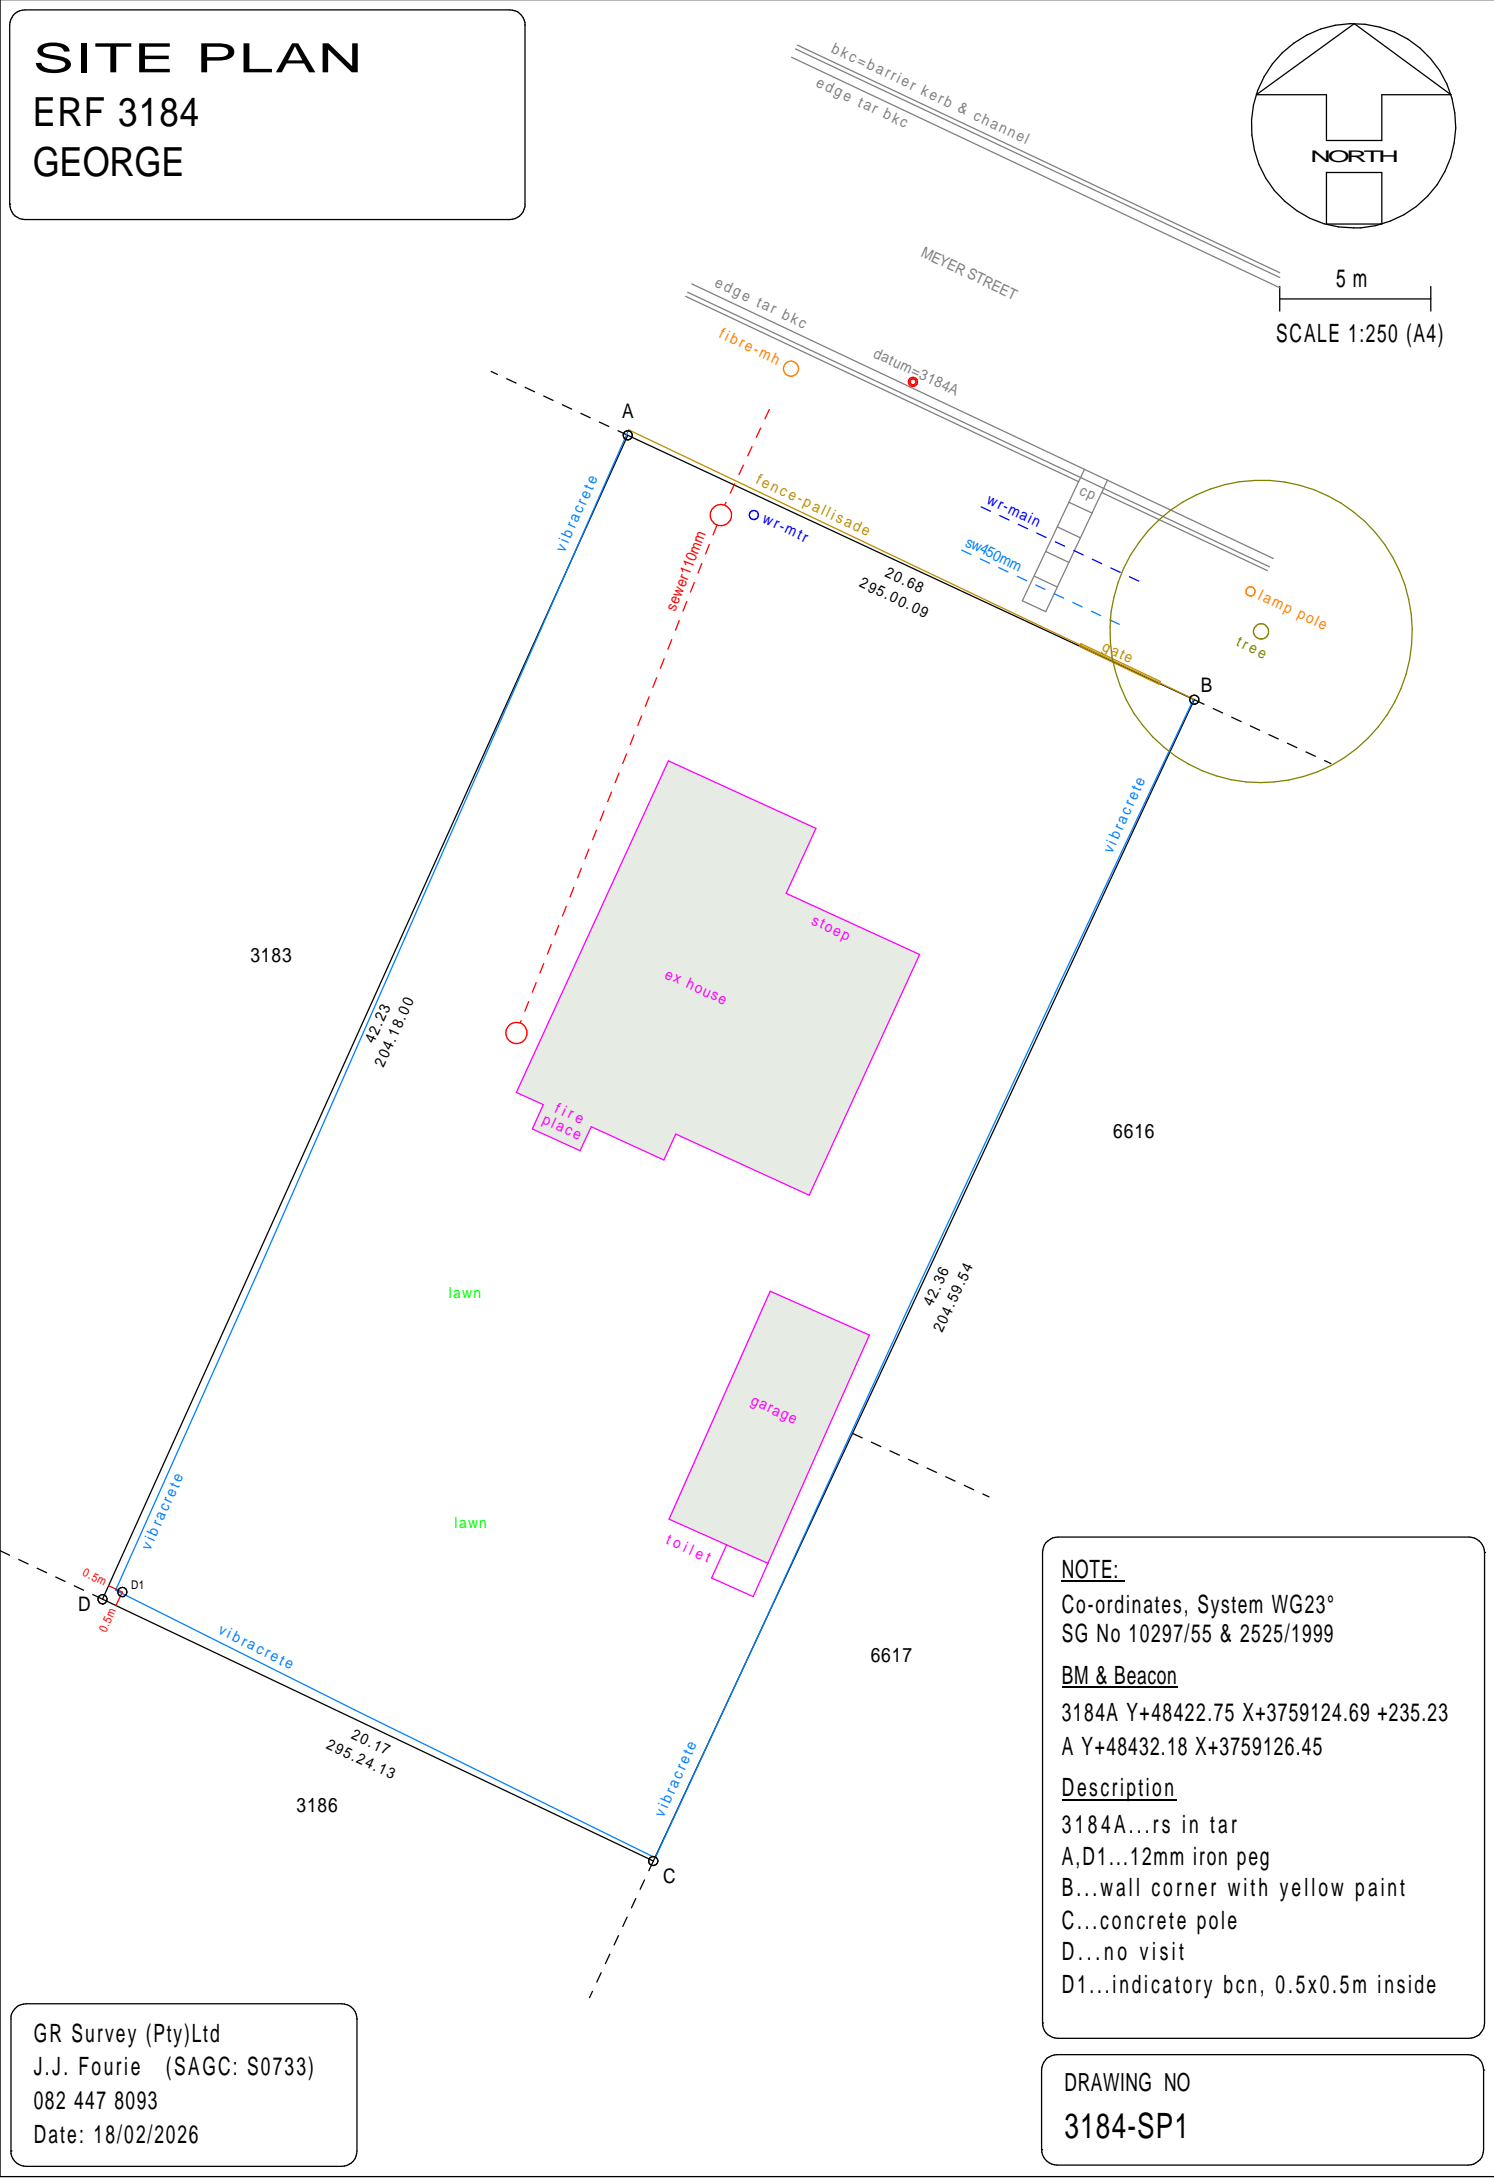 SITE PLAN
ERF 3184
GEORGE
bkc=barrier kerb & channel
edge tar bkc
NORTH
MEYER STREET
5 m
SCALE 1:250 (A4)
edge tar bkc
fibre-mh
datum=3184A
A
vibracrete
fence-pallisade
cp
wr-main
wr-mtr
sewer110mm
sw450mm
20.68
295.00.09
lamp pole
tree
gate
B
vibracrete
stoep
3183
ex house
42.23
204.18.00
fire
place
6616
lawn
42.36
204.59.54
garage
vibracrete
lawn
toilet
0.5m
D1
D
0.5m
vibracrete
6617
20.17
295.24.13
vibracrete
3186
C
NOTE:
Co-ordinates, System WG23°
SG No 10297/55 & 2525/1999
BM & Beacon
3184A Y+48422.75 X+3759124.69 +235.23
A Y+48432.18 X+3759126.45
Description
3184A...rs in tar
A,D1...12mm iron peg
B...wall corner with yellow paint
C...concrete pole
D...no visit
D1...indicatory bcn, 0.5x0.5m inside
GR Survey (Pty)Ltd
J.J. Fourie (SAGC: S0733)
082 447 8093
Date: 18/02/2026
DRAWING NO
3184-SP1